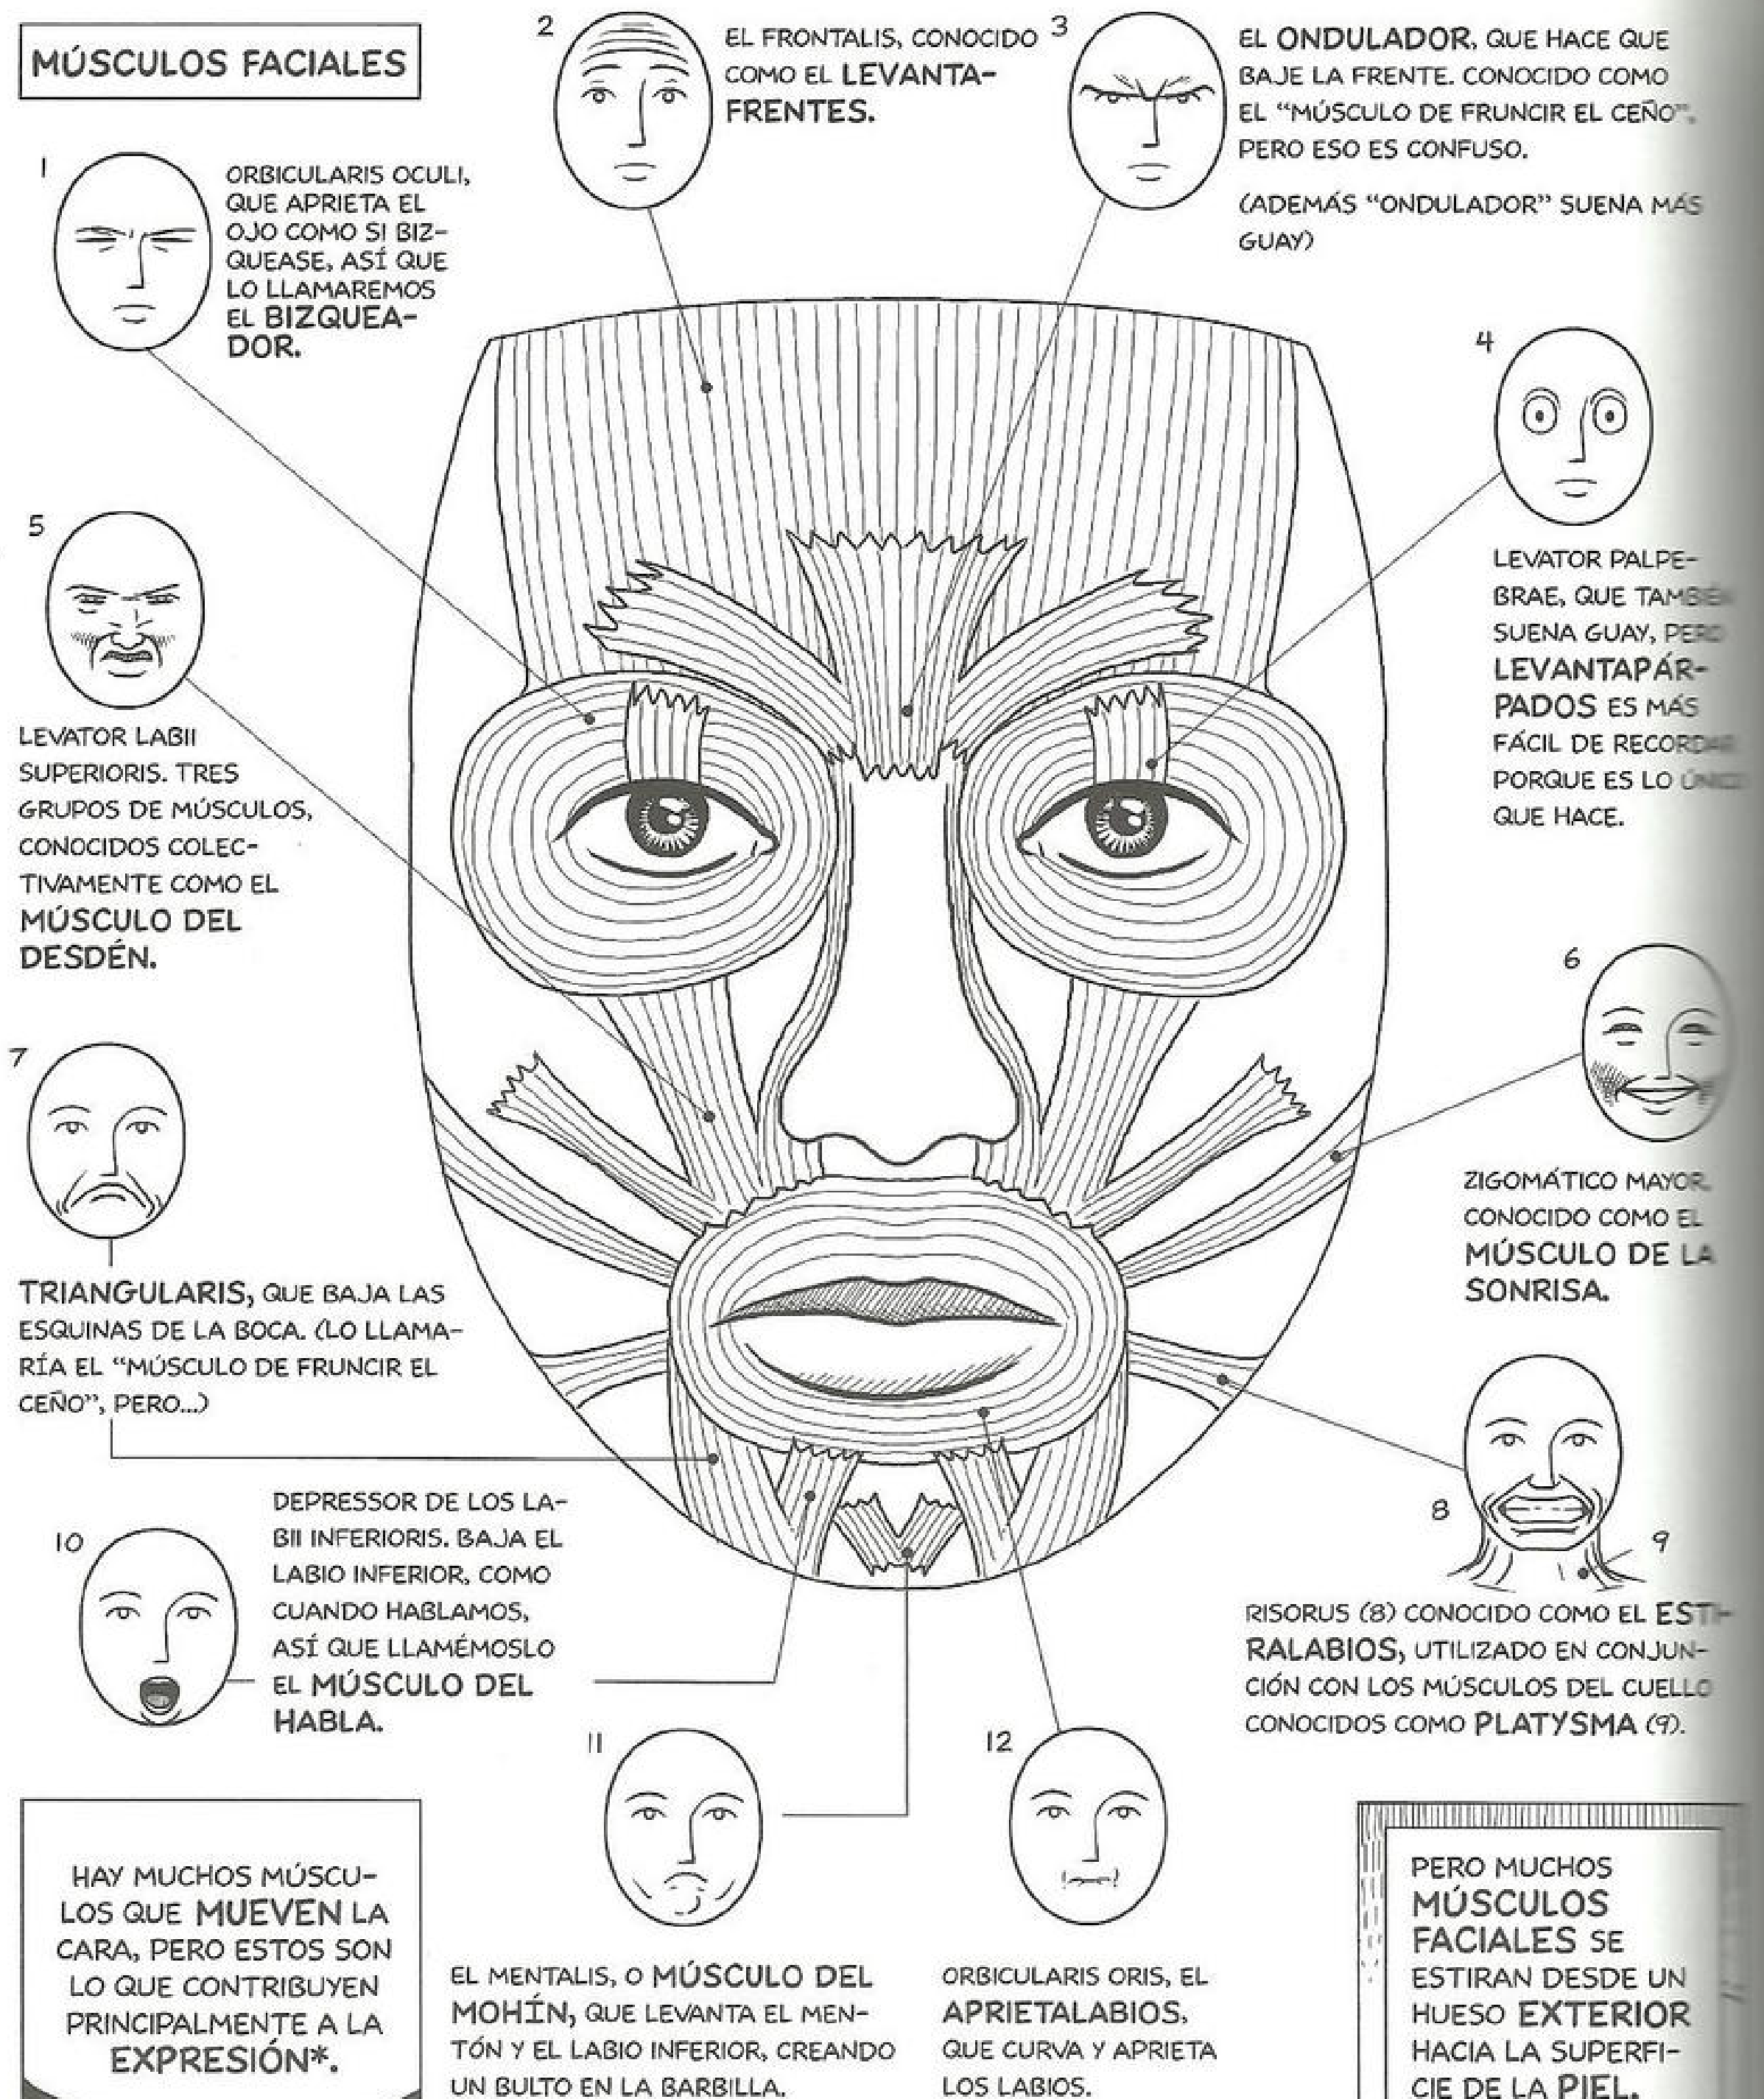 MÚSCULOS FACIALES
1
ORBICULARIS OCULI,
QUE APRIETA EL
OJO COMO SI BIZ-
QUEASE, ASÍ QUE
LO LLAMAREMOS
EL BIZQUEA-
DOR.
2
EL FRONTALIS, CONOCIDO
COMO EL LEVANTA-
FRENTES.
3
EL ONDULADOR, QUE HACE QUE
BAJE LA FRENTE. CONOCIDO COMO
EL "MÚSCULO DE FRUNCIR EL CEÑO".
PERO ESO ES CONFUSO.
(ADEMÁS "ONDULADOR" SUENA MÁS
GUAY)
4
LEVATOR PALPE-
BRAE, QUE TAMBIÉN
SUENA GUAY, PERO
LEVANTAPÁR-
PADOS ES MÁS
FÁCIL DE RECORDAR
PORQUE ES LO ÚNICO
QUE HACE.
5
LEVATOR LABII
SUPERIORIS. TRES
GRUPOS DE MÚSCULOS,
CONOCIDOS COLEC-
TIVAMENTE COMO EL
MÚSCULO DEL
DESDÉN.
6
ZIGOMÁTICO MAYOR,
CONOCIDO COMO EL
MÚSCULO DE LA
SONRISA.
7
TRIANGULARIS, QUE BAJA LAS
ESQUINAS DE LA BOCA. (LO LLAMA-
RÍA EL "MÚSCULO DE FRUNCIR EL
CEÑO", PERO...)
8
9
RISORUS (8) CONOCIDO COMO EL ESTI-
RALABIOS, UTILIZADO EN CONJUN-
CIÓN CON LOS MÚSCULOS DEL CUELLO
CONOCIDOS COMO PLATYSMA (9).
10
DEPRESSOR DE LOS LA-
BII INFERIORIS. BAJA EL
LABIO INFERIOR, COMO
CUANDO HABLAMOS,
ASÍ QUE LLAMÉMOSLO
EL MÚSCULO DEL
HABLA.
11
EL MENTALIS, O MÚSCULO DEL
MOHÍN, QUE LEVANTA EL MEN-
TÓN Y EL LABIO INFERIOR, CREANDO
UN BULTO EN LA BARBILLA.
12
ORBICULARIS ORIS, EL
APRIETALABIOS,
QUE CURVA Y APRIETA
LOS LABIOS.
HAY MUCHOS MÚSCU-
LOS QUE MUEVEN LA
CARA, PERO ESTOS SON
LO QUE CONTRIBUYEN
PRINCIPALMENTE A LA
EXPRESIÓN*.
PERO MUCHOS
MÚSCULOS
FACIALES SE
ESTIRAN DESDE UN
HUESO EXTERIOR
HACIA LA SUPERFI-
CIE DE LA PIEL.